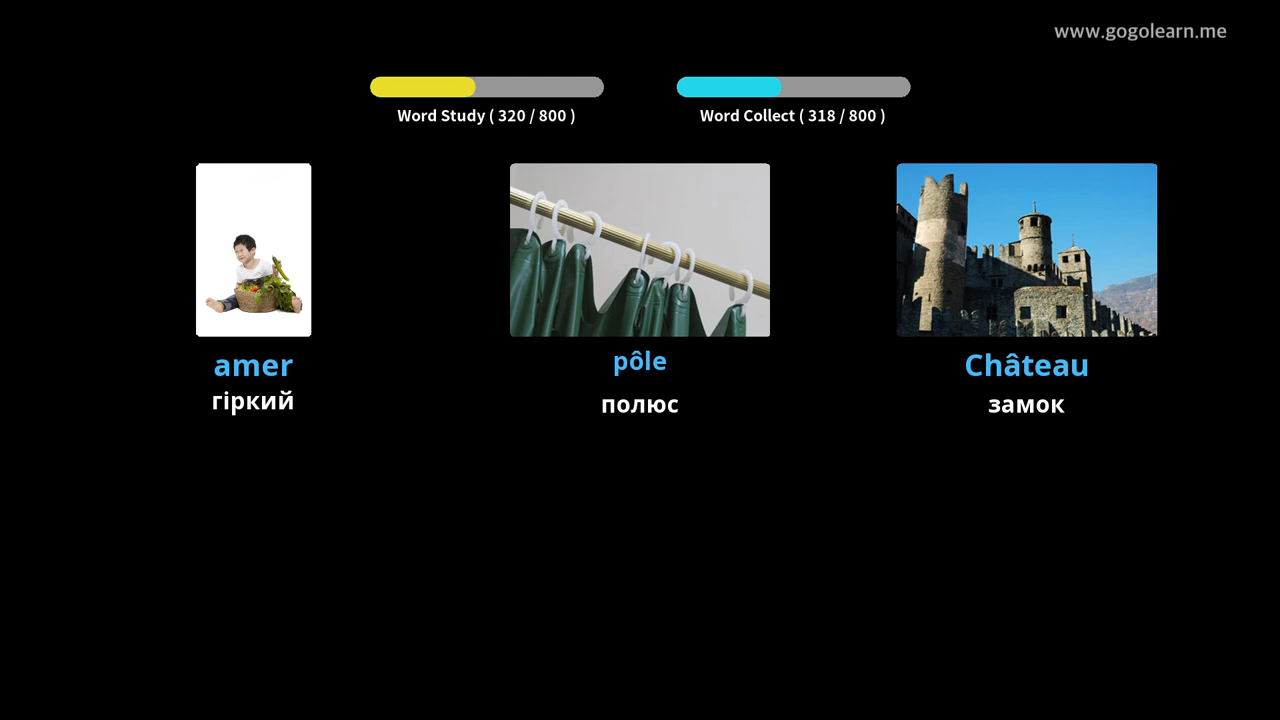 www.gogolearn.me
Word Study ( 320 / 800 )
Word Collect ( 318 / 800 )
amer
гіркий
pôle
полюс
Château
замок